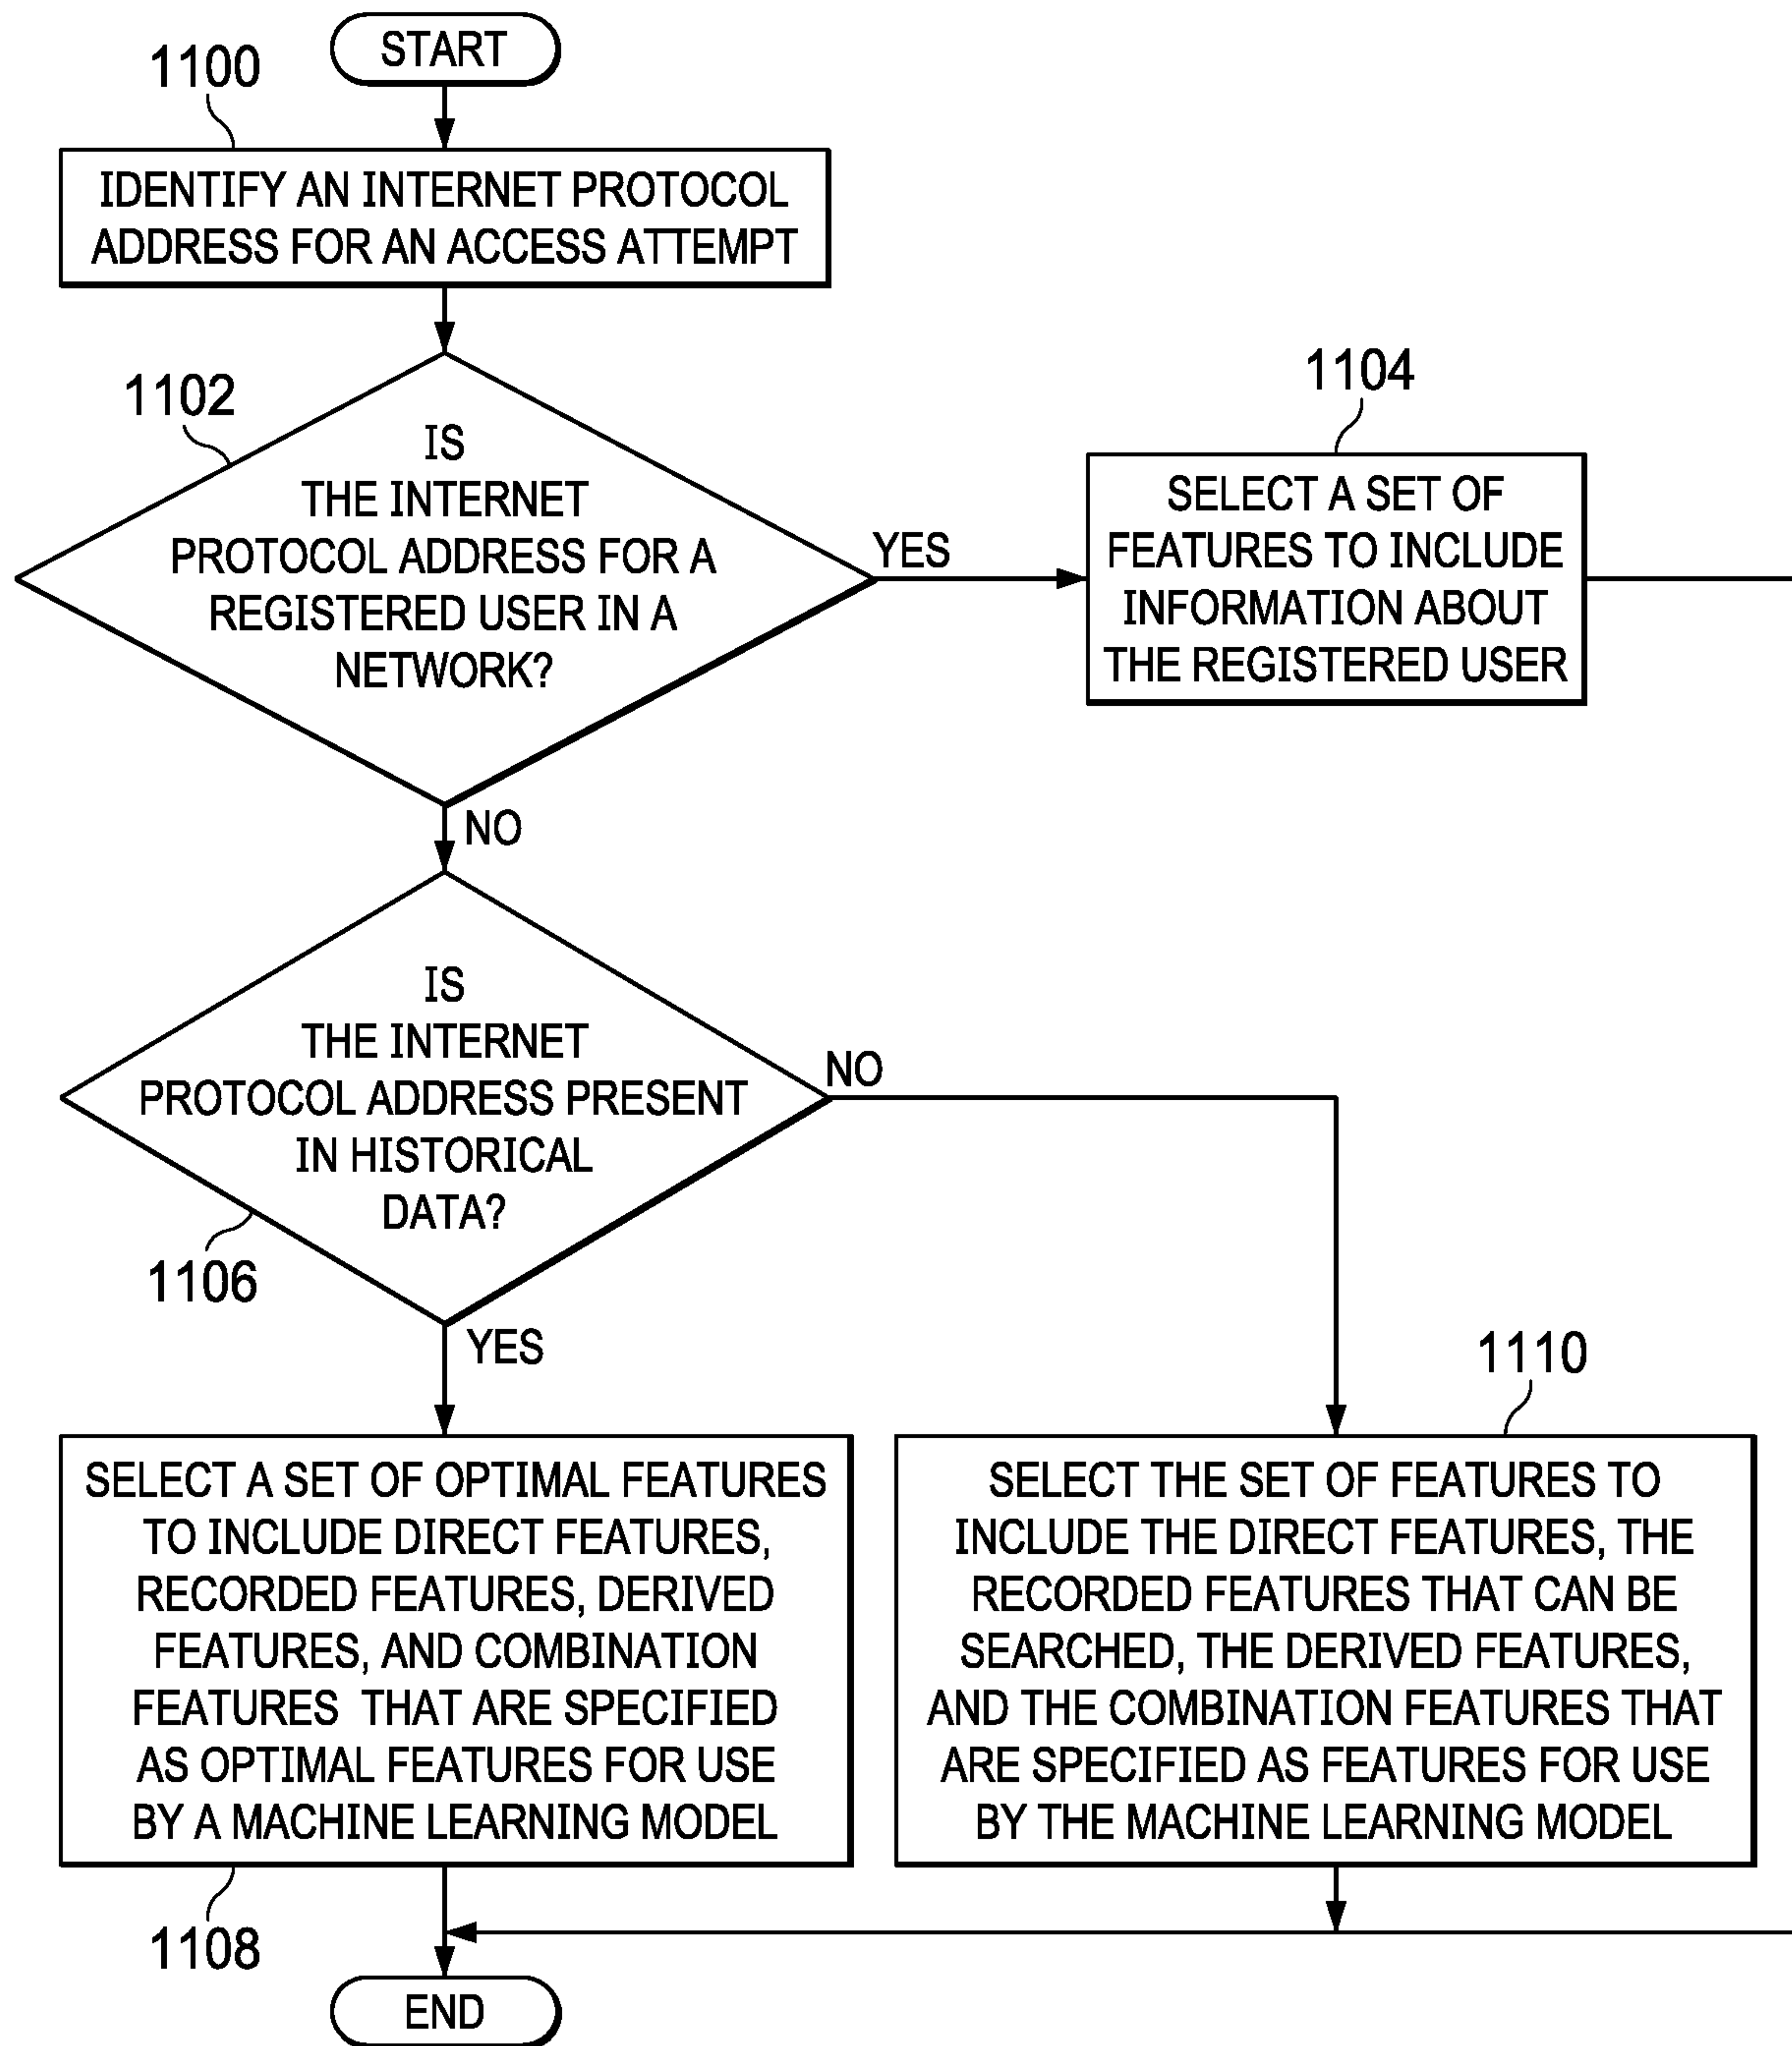 START
1100
IDENTIFY AN INTERNET PROTOCOL
ADDRESS FOR AN ACCESS ATTEMPT
1102
IS
THE INTERNET
PROTOCOL ADDRESS FOR A
REGISTERED USER IN A
NETWORK?
YES
1104
SELECT A SET OF
FEATURES TO INCLUDE
INFORMATION ABOUT
THE REGISTERED USER
NO
IS
THE INTERNET
PROTOCOL ADDRESS PRESENT
IN HISTORICAL
DATA?
NO
1106
YES
1110
SELECT A SET OF OPTIMAL FEATURES
TO INCLUDE DIRECT FEATURES,
RECORDED FEATURES, DERIVED
FEATURES, AND COMBINATION
FEATURES THAT ARE SPECIFIED
AS OPTIMAL FEATURES FOR USE
BY A MACHINE LEARNING MODEL
SELECT THE SET OF FEATURES TO
INCLUDE THE DIRECT FEATURES, THE
RECORDED FEATURES THAT CAN BE
SEARCHED, THE DERIVED FEATURES,
AND THE COMBINATION FEATURES THAT
ARE SPECIFIED AS FEATURES FOR USE
BY THE MACHINE LEARNING MODEL
1108
END